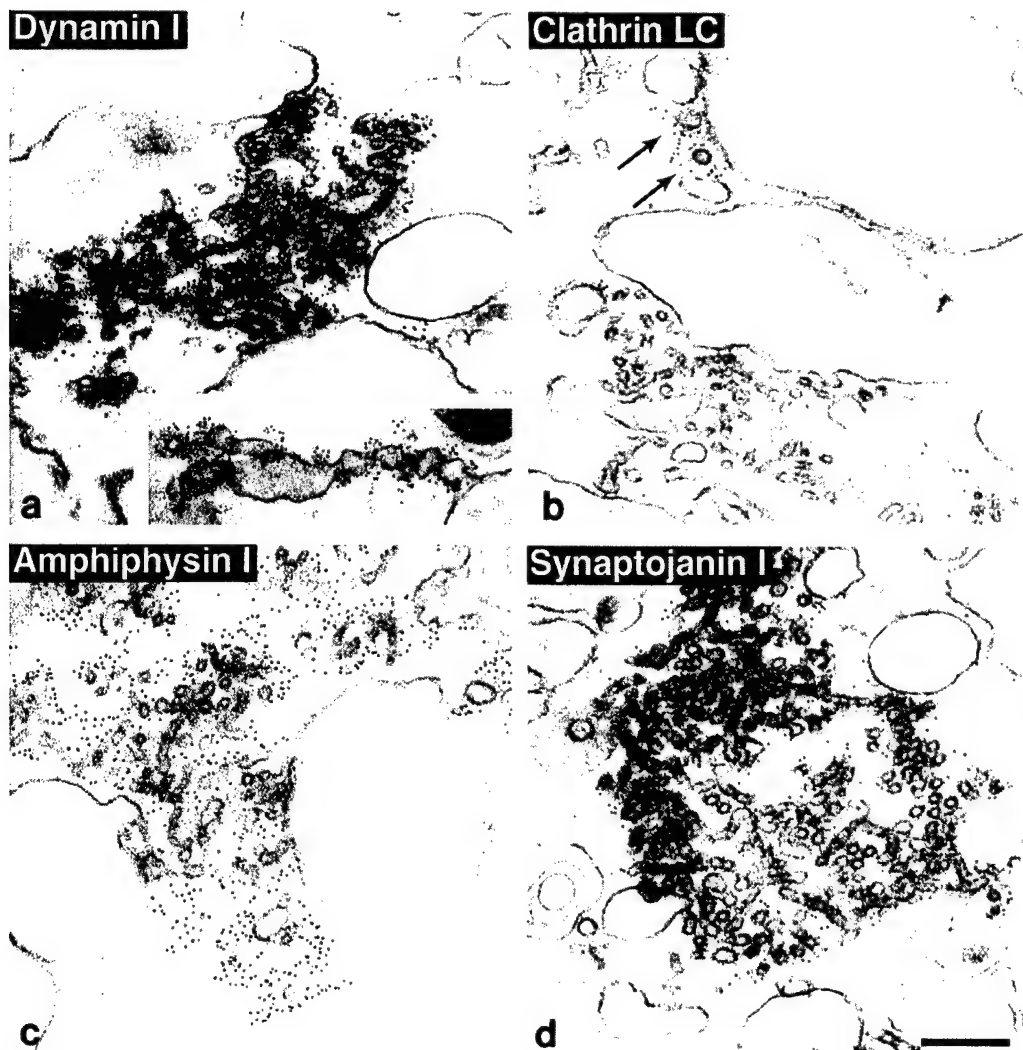 Dynamin I
Clathrin LC
a
b
Amphiphysin I
Synaptojanin I
c
d